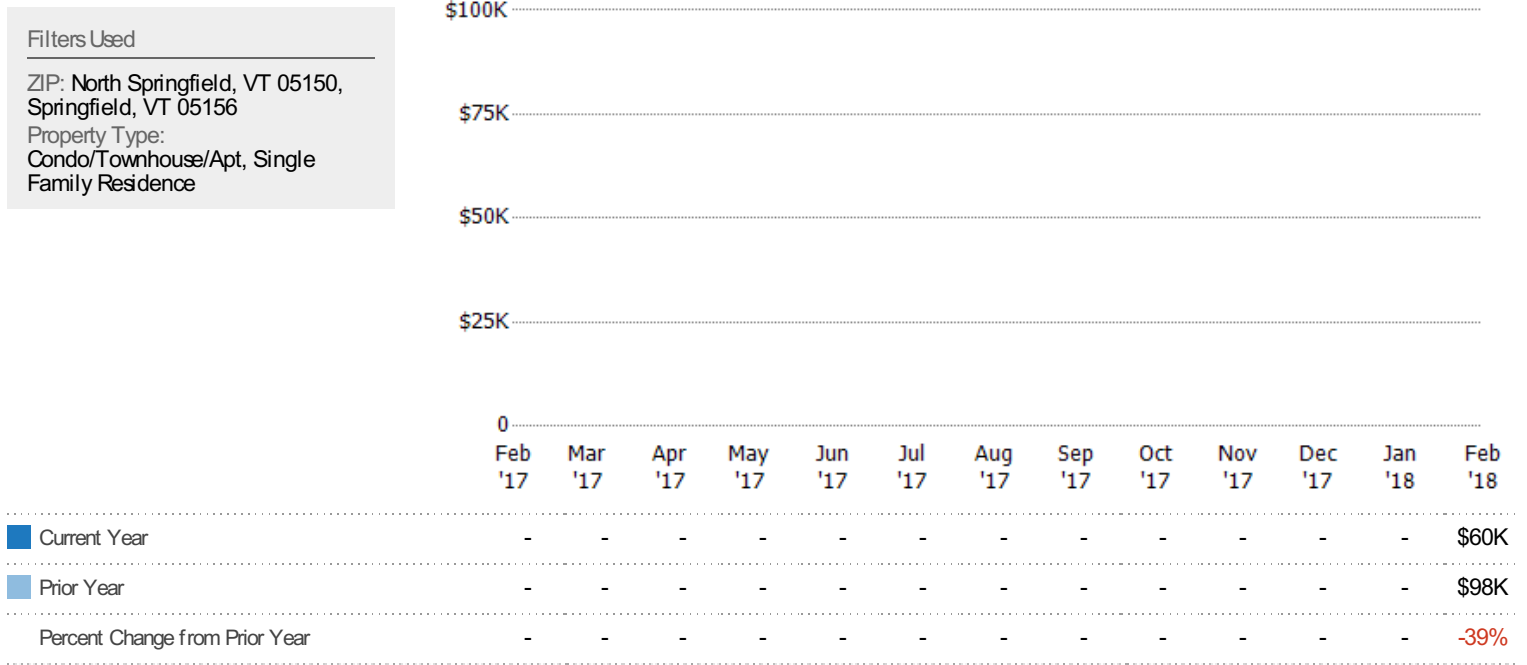 Filters Used
ZIP: North Springfield, VT 05150,
Springfield, VT 05156
Property Type:
Condo/Townhouse/Apt, Single
Family Residence
$100K
$75K
$50K
$25K
0
Feb Mar Apr May Jun Jul Aug Sep Oct Nov Dec Jan Feb
'17 '17 '17 '17 '17 '17 '17 '17 '17 '17 '17 '18 '18
Current Year - - - - - - - - - - - - $60K
Prior Year - - - - - - - - - - - - $98K
Percent Change from Prior Year - - - - - - - - - - - - -39%